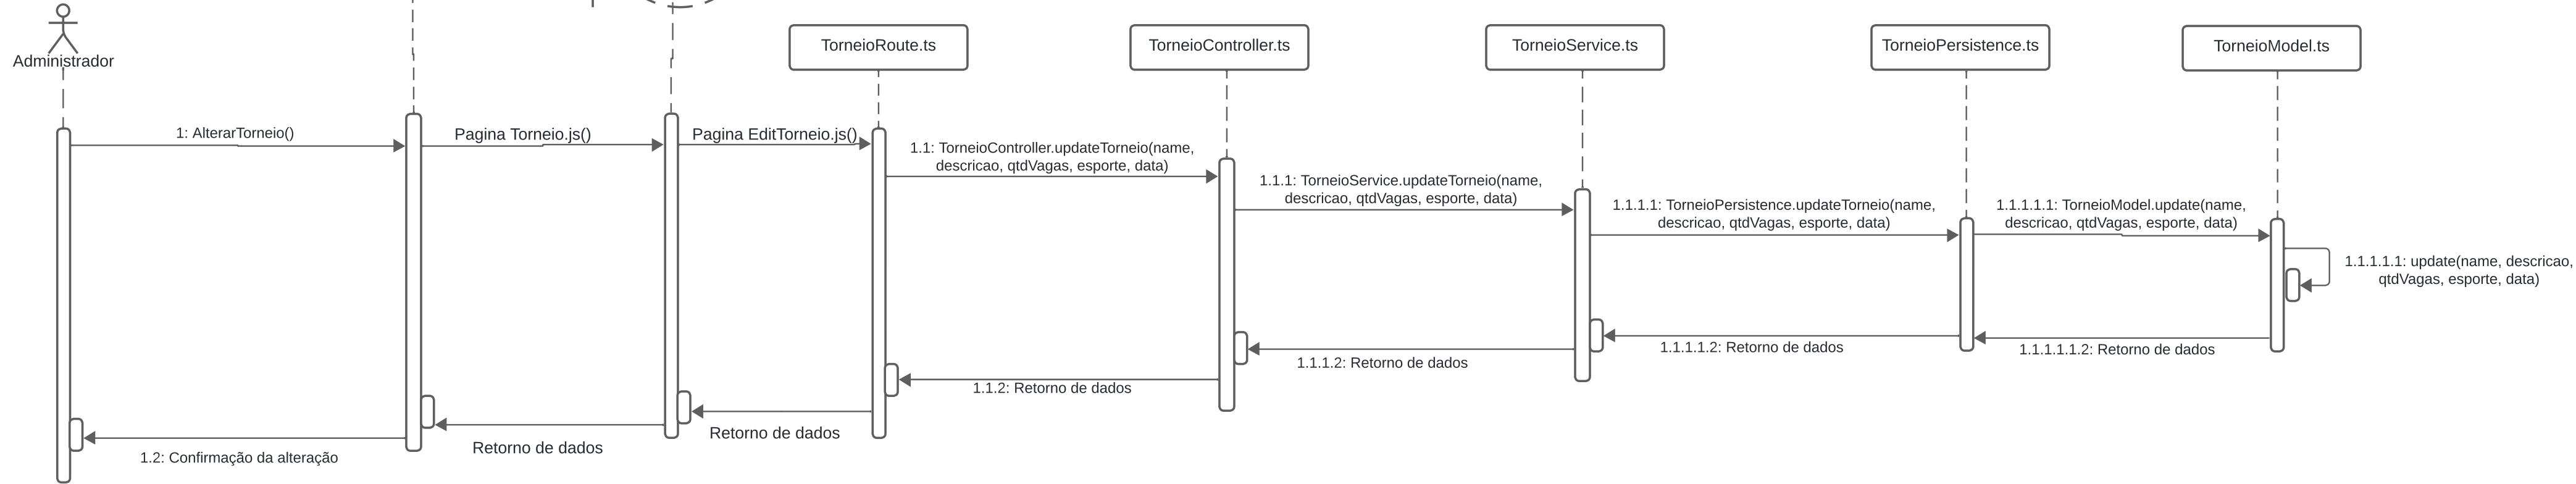 Administrador
TorneioRoute.ts
TorneioController.ts
TorneioService.ts
TorneioPersistence.ts
TorneioModel.ts
1: AlterarTorneio()
Pagina Torneio.js()
Pagina EditTorneio.js()
1.1: TorneioController.updateTorneio(name,
descricao, qtdVagas, esporte, data)
1.1.1: TorneioService.updateTorneio(name,
descricao, qtdVagas, esporte, data)
1.1.1.1: TorneioPersistence.updateTorneio(name,
descricao, qtdVagas, esporte, data)
1.1.1.1.1: TorneioModel.update(name,
descricao, qtdVagas, esporte, data)
1.1.1.1.1: update(name, descricao,
qtdVagas, esporte, data)
1.1.1.1.1.2: Retorno de dados
1.1.1.1.2: Retorno de dados
1.1.1.2: Retorno de dados
1.1.2: Retorno de dados
Retorno de dados
Retorno de dados
1.2: Confirmação da alteração